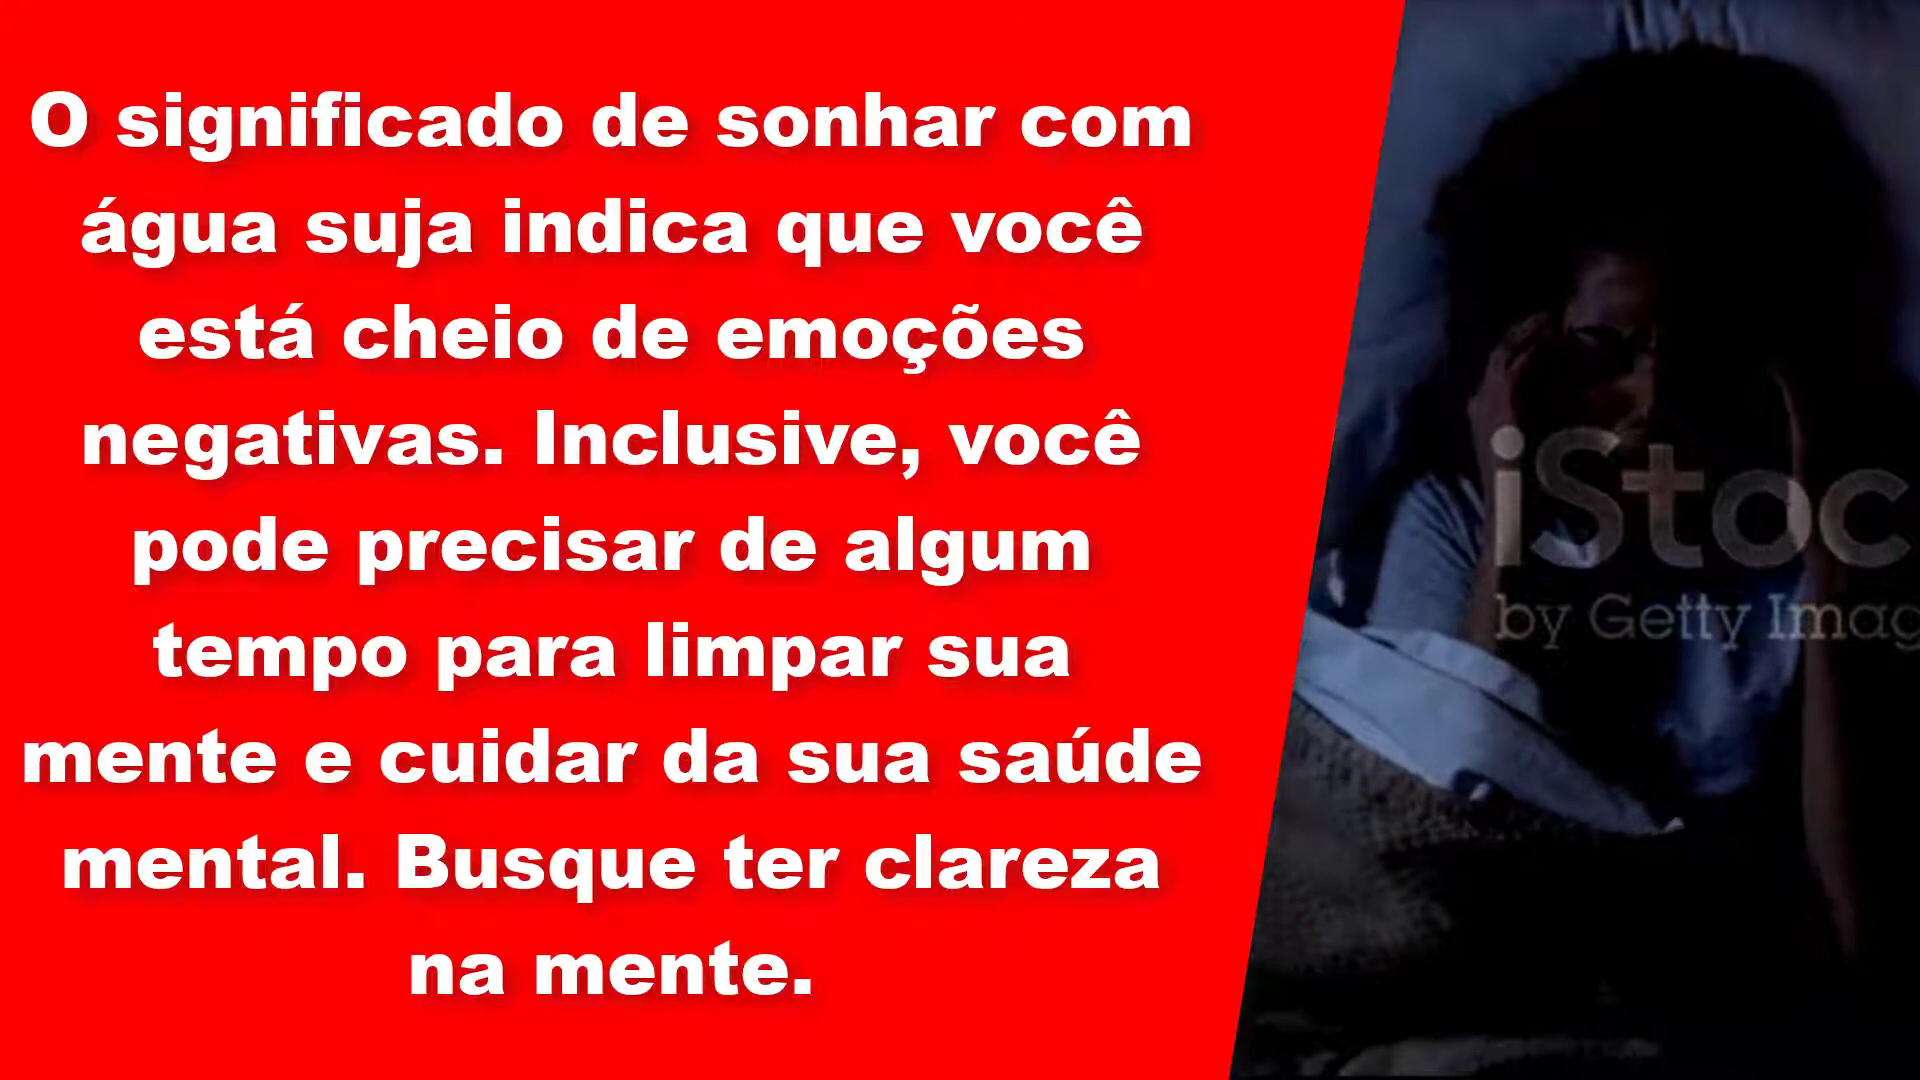 O significado de sonhar com
água suja indica que você
está cheio de emoções
negativas. Inclusive, você
pode precisar de algum
tempo para limpar sua
mente e cuidar da sua saúde
mental. Busque ter clareza
na mente.
iStoc
by Getty Imag